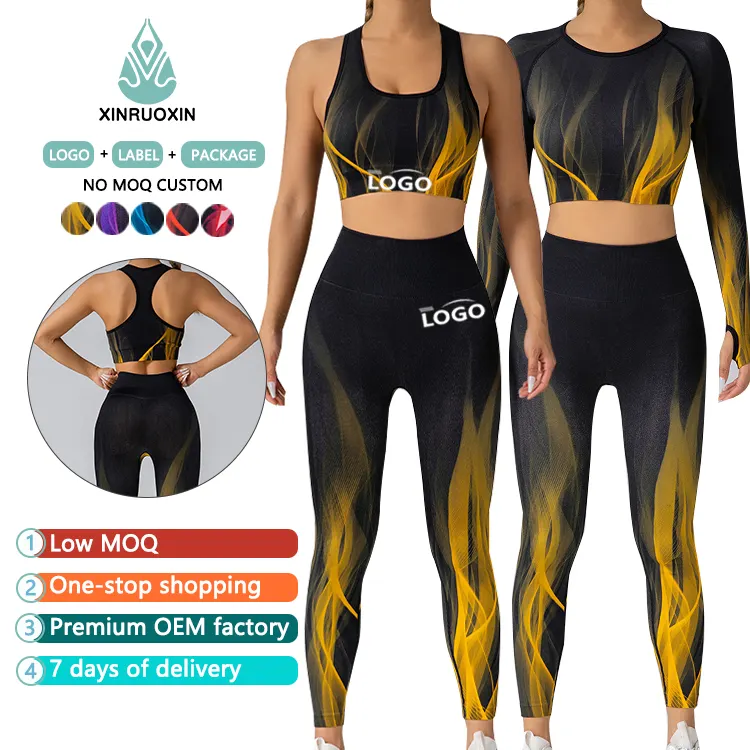 XINRUOXIN
LOGO + LABEL + PACKAGE
NO MOQ CUSTOM
LOGO
LOGO
1 Low MOQ
2 One-stop shopping
3 Premium OEM factory
4 7 days of delivery